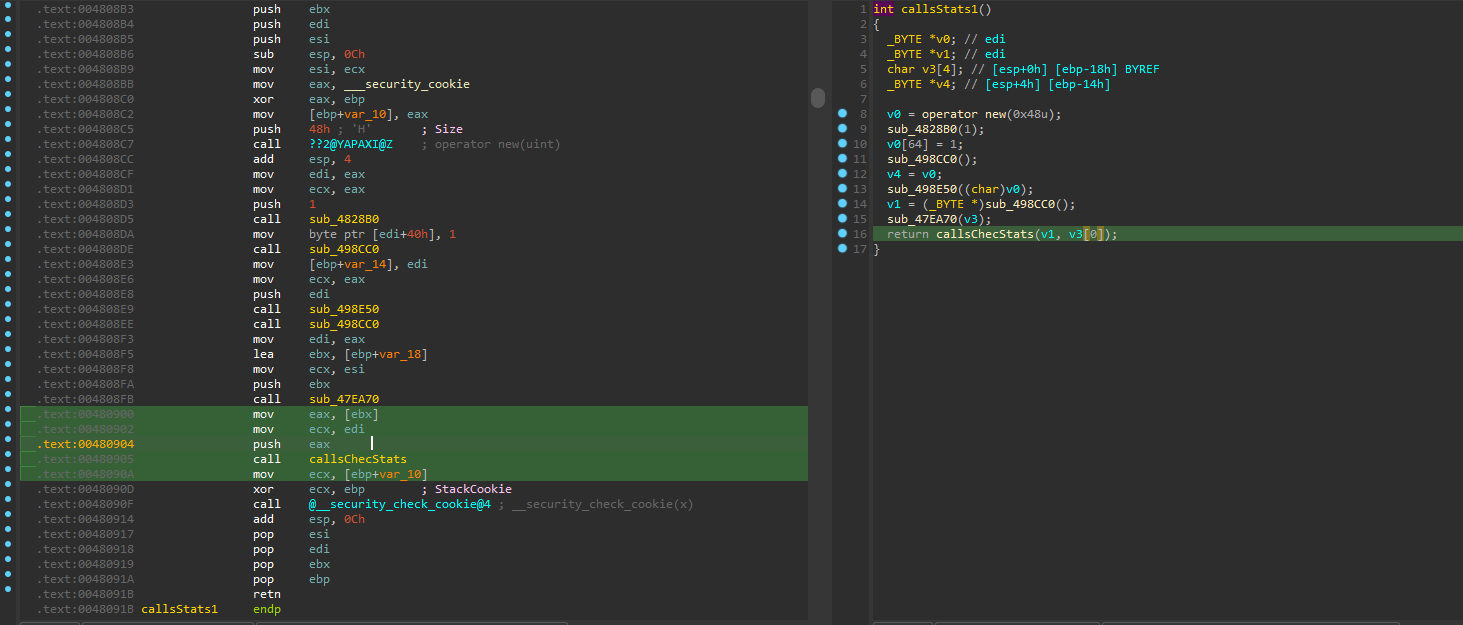 .text:004808B3 push ebx
.text:004808B4 push edi
.text:004808B5 push esi
.text:004808B6 sub esp, 0Ch
.text:004808B9 mov esi, ecx
.text:004808BB mov eax, ___security_cookie
.text:004808C0 xor eax, ebp
.text:004808C2 mov [ebp+var_10], eax
.text:004808C5 push 48h ; 'H' ; Size
.text:004808C7 call ??2@YAPAXI@Z ; operator new(uint)
.text:004808CC add esp, 4
.text:004808CF mov edi, eax
.text:004808D1 mov ecx, eax
.text:004808D3 push 1
.text:004808D5 call sub_4828B0
.text:004808DA mov byte ptr [edi+40h], 1
.text:004808DE call sub_498CC0
.text:004808E3 mov [ebp+var_14], edi
.text:004808E6 mov ecx, eax
.text:004808E8 push edi
.text:004808E9 call sub_498E50
.text:004808EE call sub_498CC0
.text:004808F3 mov edi, eax
.text:004808F5 lea ebx, [ebp+var_18]
.text:004808F8 mov ecx, esi
.text:004808FA push ebx
.text:004808FB call sub_47EA70
.text:00480900 mov eax, [ebx]
.text:00480902 mov ecx, edi
.text:00480904 push eax
.text:00480905 call callsChecStats
.text:0048090A mov ecx, [ebp+var_10]
.text:0048090D xor ecx, ebp ; StackCookie
.text:0048090F call @__security_check_cookie@4 ; __security_check_cookie(x)
.text:00480914 add esp, 0Ch
.text:00480917 pop esi
.text:00480918 pop edi
.text:00480919 pop ebx
.text:0048091A pop ebp
.text:0048091B retn
.text:0048091B callsStats1 endp
1 int callsStats1()
2 {
3 _BYTE *v0; // edi
4 _BYTE *v1; // edi
5 char v3[4]; // [esp+0h] [ebp-18h] BYREF
6 _BYTE *v4; // [esp+4h] [ebp-14h]
7
8 v0 = operator new(0x48u);
9 sub_4828B0(1);
10 v0[64] = 1;
11 sub_498CC0();
12 v4 = v0;
13 sub_498E50((char)v0);
14 v1 = (_BYTE *)sub_498CC0();
15 sub_47EA70(v3);
16 return callsChecStats(v1, v3[0]);
17 }